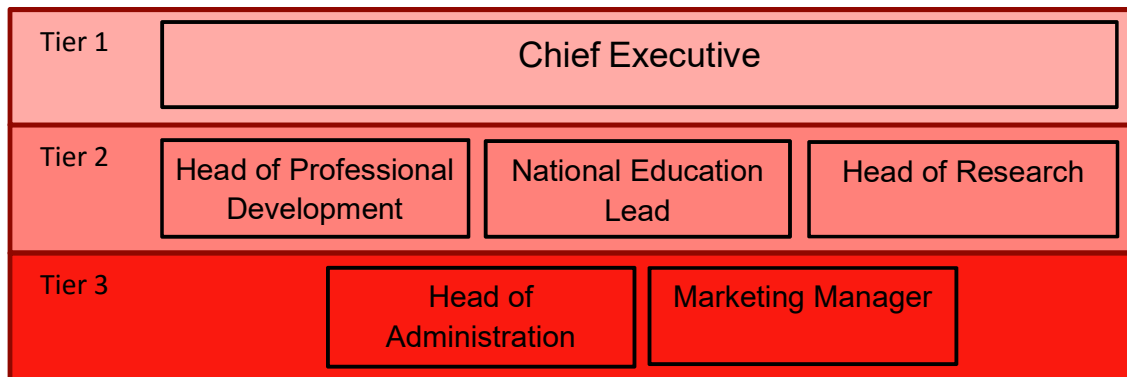 Tier 1
Chief Executive
Tier 2
Head of Professional
Development
National Education
Lead
Head of Research
Tier 3
Head of
Administration
Marketing Manager